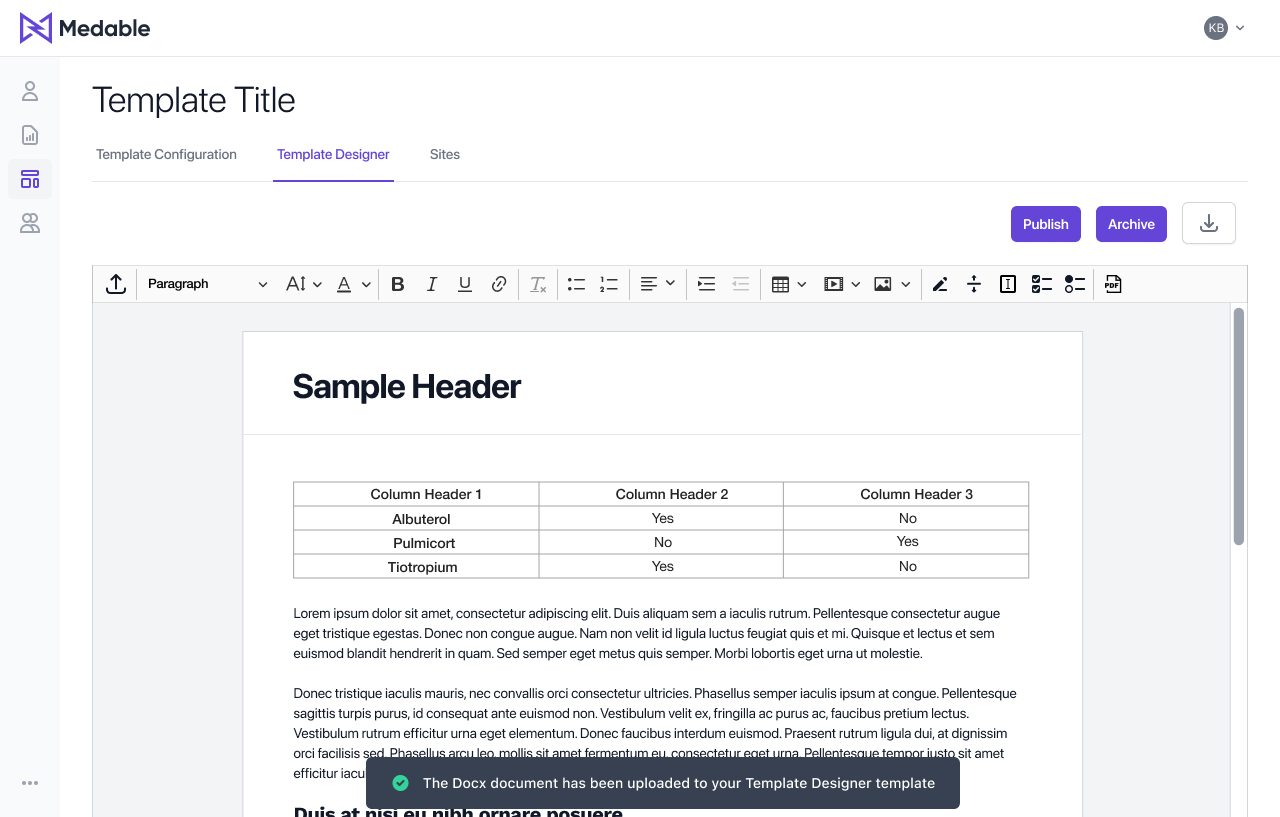 Medable
KB
Template Title
Template Configuration
Template Designer
Sites
Publish
Archive
Paragraph
A
A
B
I
U
T
x
1
2
I
PDF
Sample Header
Column Header 1 Column Header 2 Column Header 3
Albuterol Yes No
Pulmicort No Yes
Tiotropium Yes No
Lorem ipsum dolor sit amet, consectetur adipiscing elit. Duis aliquam sem a iaculis rutrum. Pellentesque consectetur augue
eget tristique egestas. Donec non congue augue. Nam non velit id ligula luctus feugiat quis et mi. Quisque et lectus et sem
euismod blandit hendrerit in quam. Sed semper eget metus quis semper. Morbi lobortis eget urna ut molestie.
Donec tristique iaculis mauris, nec convallis orci consectetur ultricies. Phasellus semper iaculis ipsum at congue. Pellentesque
sagittis turpis purus, id consequat ante euismod non. Vestibulum velit ex, fringilla ac purus ac, faucibus pretium lectus.
Vestibulum rutrum efficitur urna eget elementum. Donec faucibus interdum euismod. Praesent rutrum ligula dui, at dignissim
orci facilisis sed. Phasellus arcu leo, mollis sit amet fermentum eu, consectetur eget urna. Pellentesque tempor justo sit amet
efficitur
The Docx document has been uploaded to your Template Designer template
Duis at nisi eu nibh ornare posuere